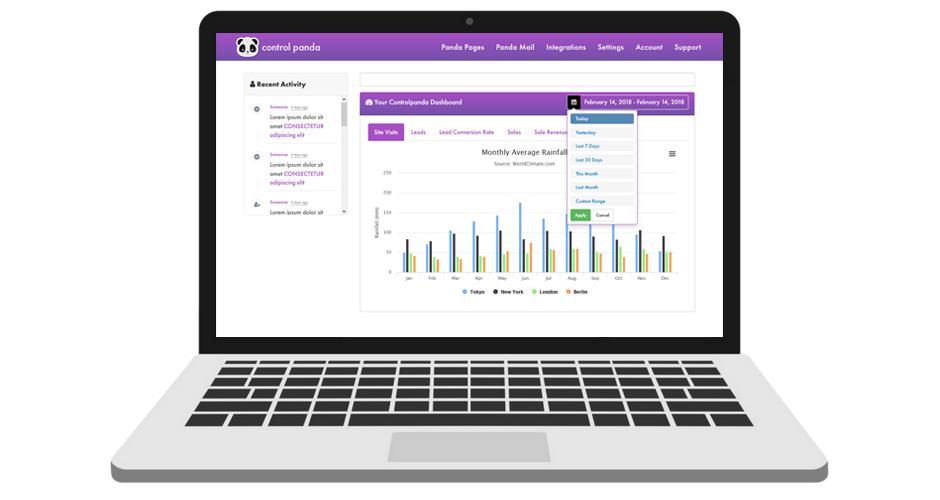 control panda
Panda Pages Panda Mail Integrations Settings Account Support
Recent Activity
Someone 4 days ago
Lorem ipsum dolor sit
amet CONSECTETUR
adipiscing elit
Someone 4 days ago
Lorem ipsum dolor sit
amet CONSECTETUR
adipiscing elit
Someone 4 days ago
Lorem ipsum dolor sit
Your Controlpanda Dashboard
February 14, 2018 - February 14, 2018
Today
Yesterday
Last 7 Days
Last 30 Days
This Month
Last Month
Custom Range
Apply Cancel
Site Visits Leads Lead Conversion Rate Sales Sale Revenue
Monthly Average Rainfall
Source: WorldClimate.com
Rainfall (mm)
250
200
150
100
50
0
Jan Feb Mar Apr May Jun Jul Aug Sep Oct Nov Dec
Tokyo New York London Berlin